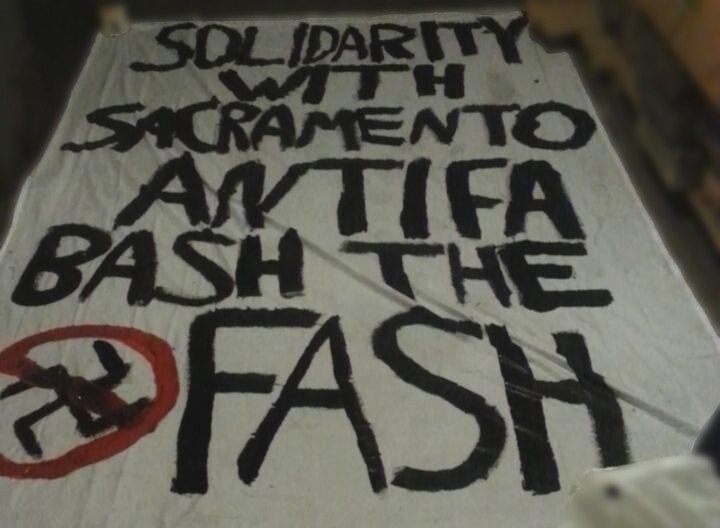 SOLIDARITY
WITH
SACRAMENTO
ANTIFA
BASH THE
FASH